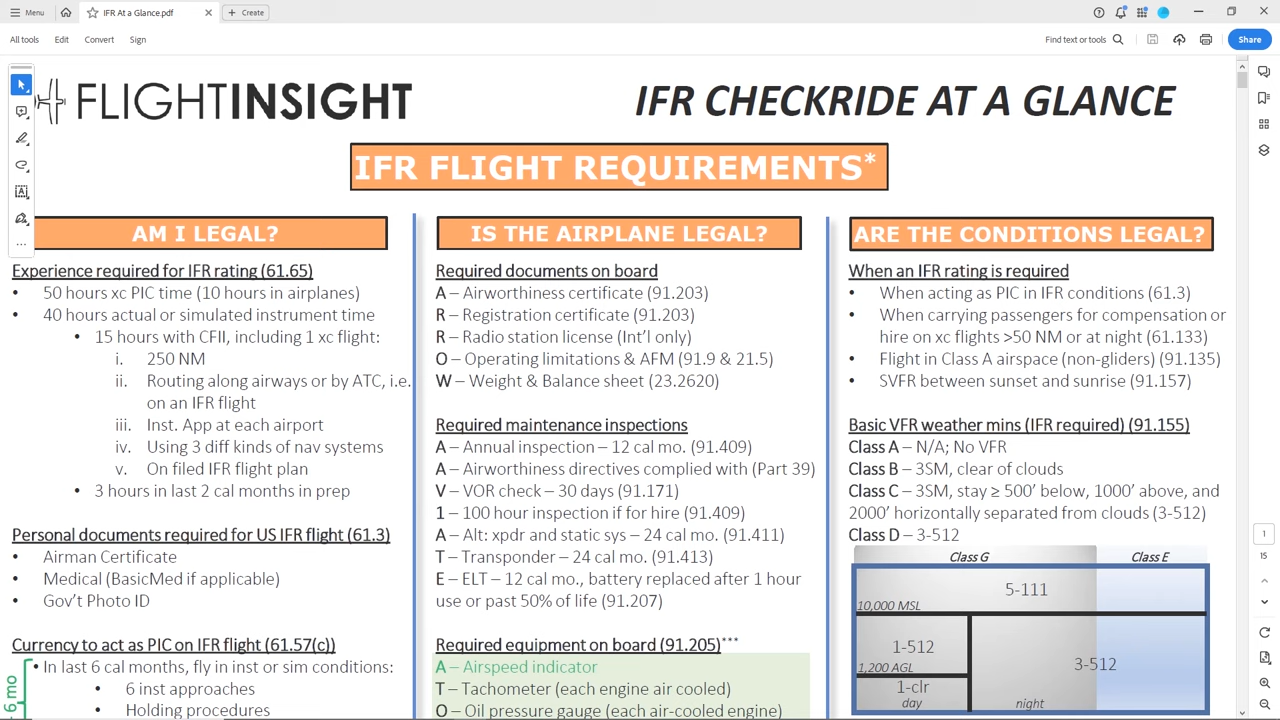 Menu
IFR At a Glance.pdf
Create
All tools
Edit
Convert
Sign
Find text or tools
Share
FLIGHTINSIGHT
IFR CHECKRIDE AT A GLANCE
IFR FLIGHT REQUIREMENTS*
AM I LEGAL?
Experience required for IFR rating (61.65)
• 50 hours xc PIC time (10 hours in airplanes)
• 40 hours actual or simulated instrument time
• 15 hours with CFII, including 1 xc flight:
i. 250 NM
ii. Routing along airways or by ATC, i.e.
on an IFR flight
iii. Inst. App at each airport
iv. Using 3 diff kinds of nav systems
v. On filed IFR flight plan
• 3 hours in last 2 cal months in prep
Personal documents required for US IFR flight (61.3)
• Airman Certificate
• Medical (BasicMed if applicable)
• Gov't Photo ID
Currency to act as PIC on IFR flight (61.57(c))
• In last 6 cal months, fly in inst or sim conditions:
• 6 inst approaches
• Holding procedures
6 mo
IS THE AIRPLANE LEGAL?
Required documents on board
A – Airworthiness certificate (91.203)
R – Registration certificate (91.203)
R – Radio station license (Int'l only)
O – Operating limitations & AFM (91.9 & 21.5)
W – Weight & Balance sheet (23.2620)
Required maintenance inspections
A – Annual inspection – 12 cal mo. (91.409)
A – Airworthiness directives complied with (Part 39)
V – VOR check – 30 days (91.171)
1 – 100 hour inspection if for hire (91.409)
A – Alt: xpdr and static sys – 24 cal mo. (91.411)
T – Transponder – 24 cal mo. (91.413)
E – ELT – 12 cal mo., battery replaced after 1 hour
use or past 50% of life (91.207)
Required equipment on board (91.205)***
A – Airspeed indicator
T – Tachometer (each engine air cooled)
O – Oil pressure gauge (each air-cooled engine)
ARE THE CONDITIONS LEGAL?
When an IFR rating is required
• When acting as PIC in IFR conditions (61.3)
• When carrying passengers for compensation or
hire on xc flights >50 NM or at night (61.133)
• Flight in Class A airspace (non-gliders) (91.135)
• SVFR between sunset and sunrise (91.157)
Basic VFR weather mins (IFR required) (91.155)
Class A – N/A; No VFR
Class B – 3SM, clear of clouds
Class C – 3SM, stay ≥ 500' below, 1000' above, and
2000' horizontally separated from clouds (3-512)
Class D – 3-512
Class G
Class E
5-111
10,000 MSL
1-512
3-512
1,200 AGL
1-clr
day
night
1
15